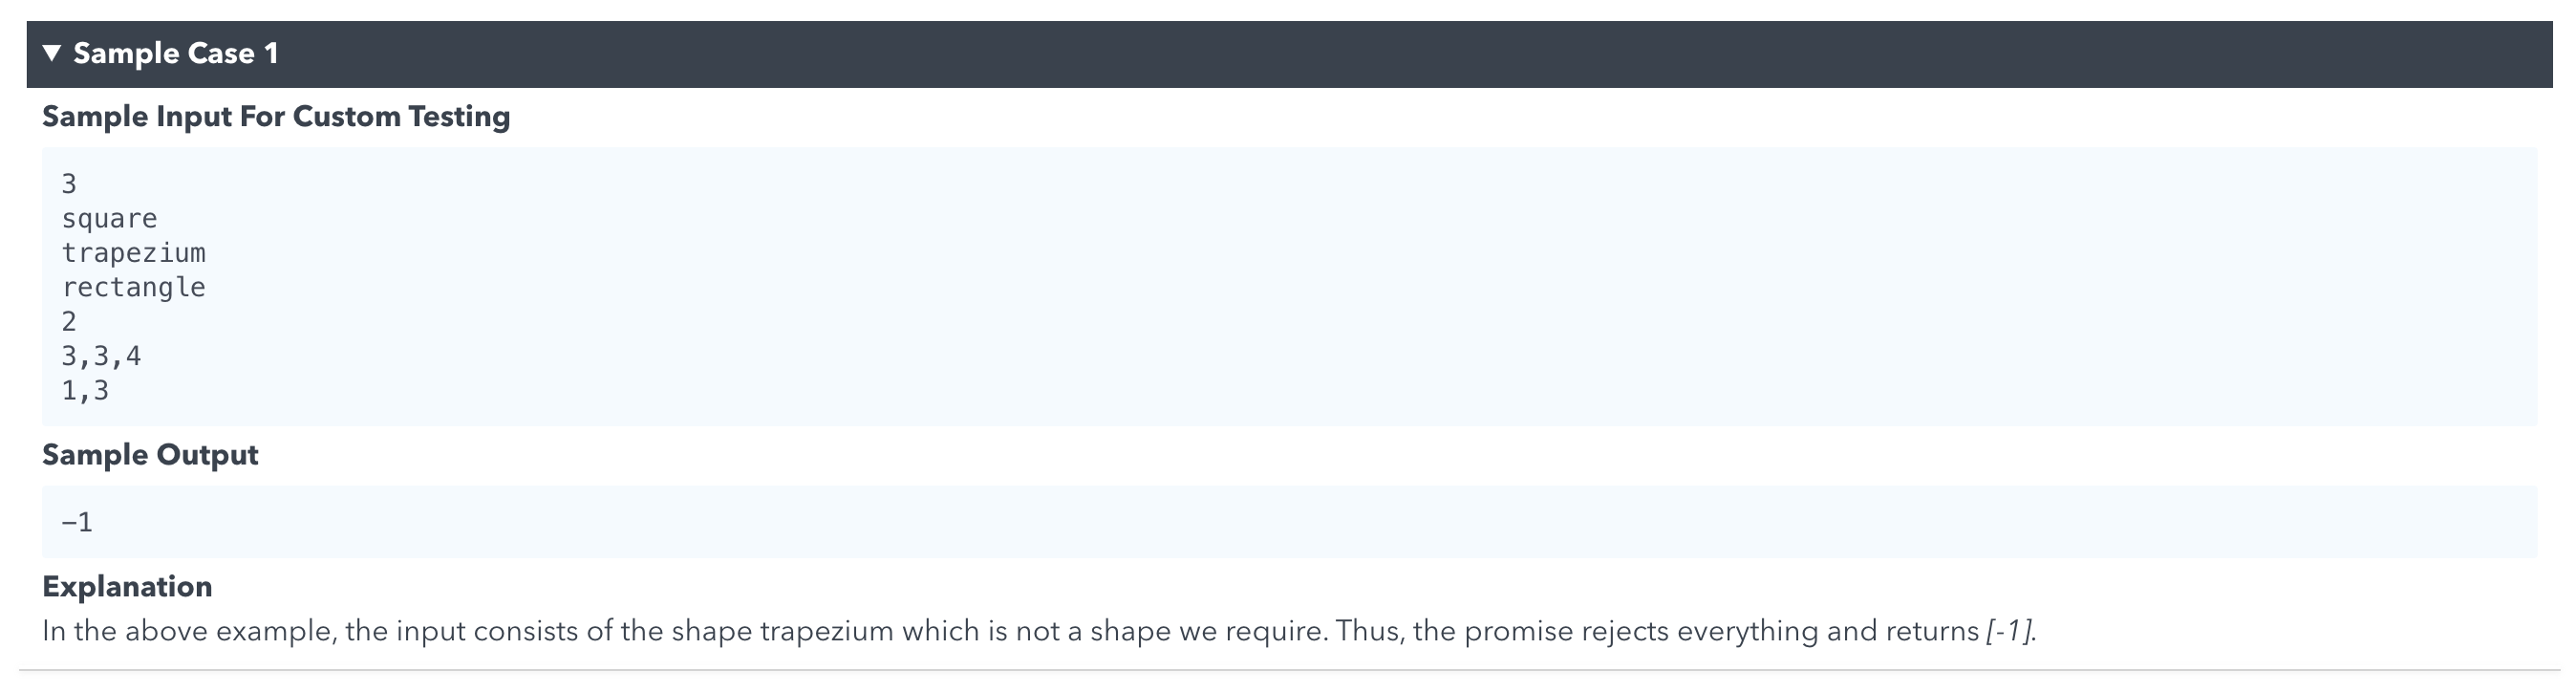 ▼ Sample Case 1
Sample Input For Custom Testing
3
square
trapezium
rectangle
2
3,3,4
1,3
Sample Output
−1
Explanation
In the above example, the input consists of the shape trapezium which is not a shape we require. Thus, the promise rejects everything and returns [-1].